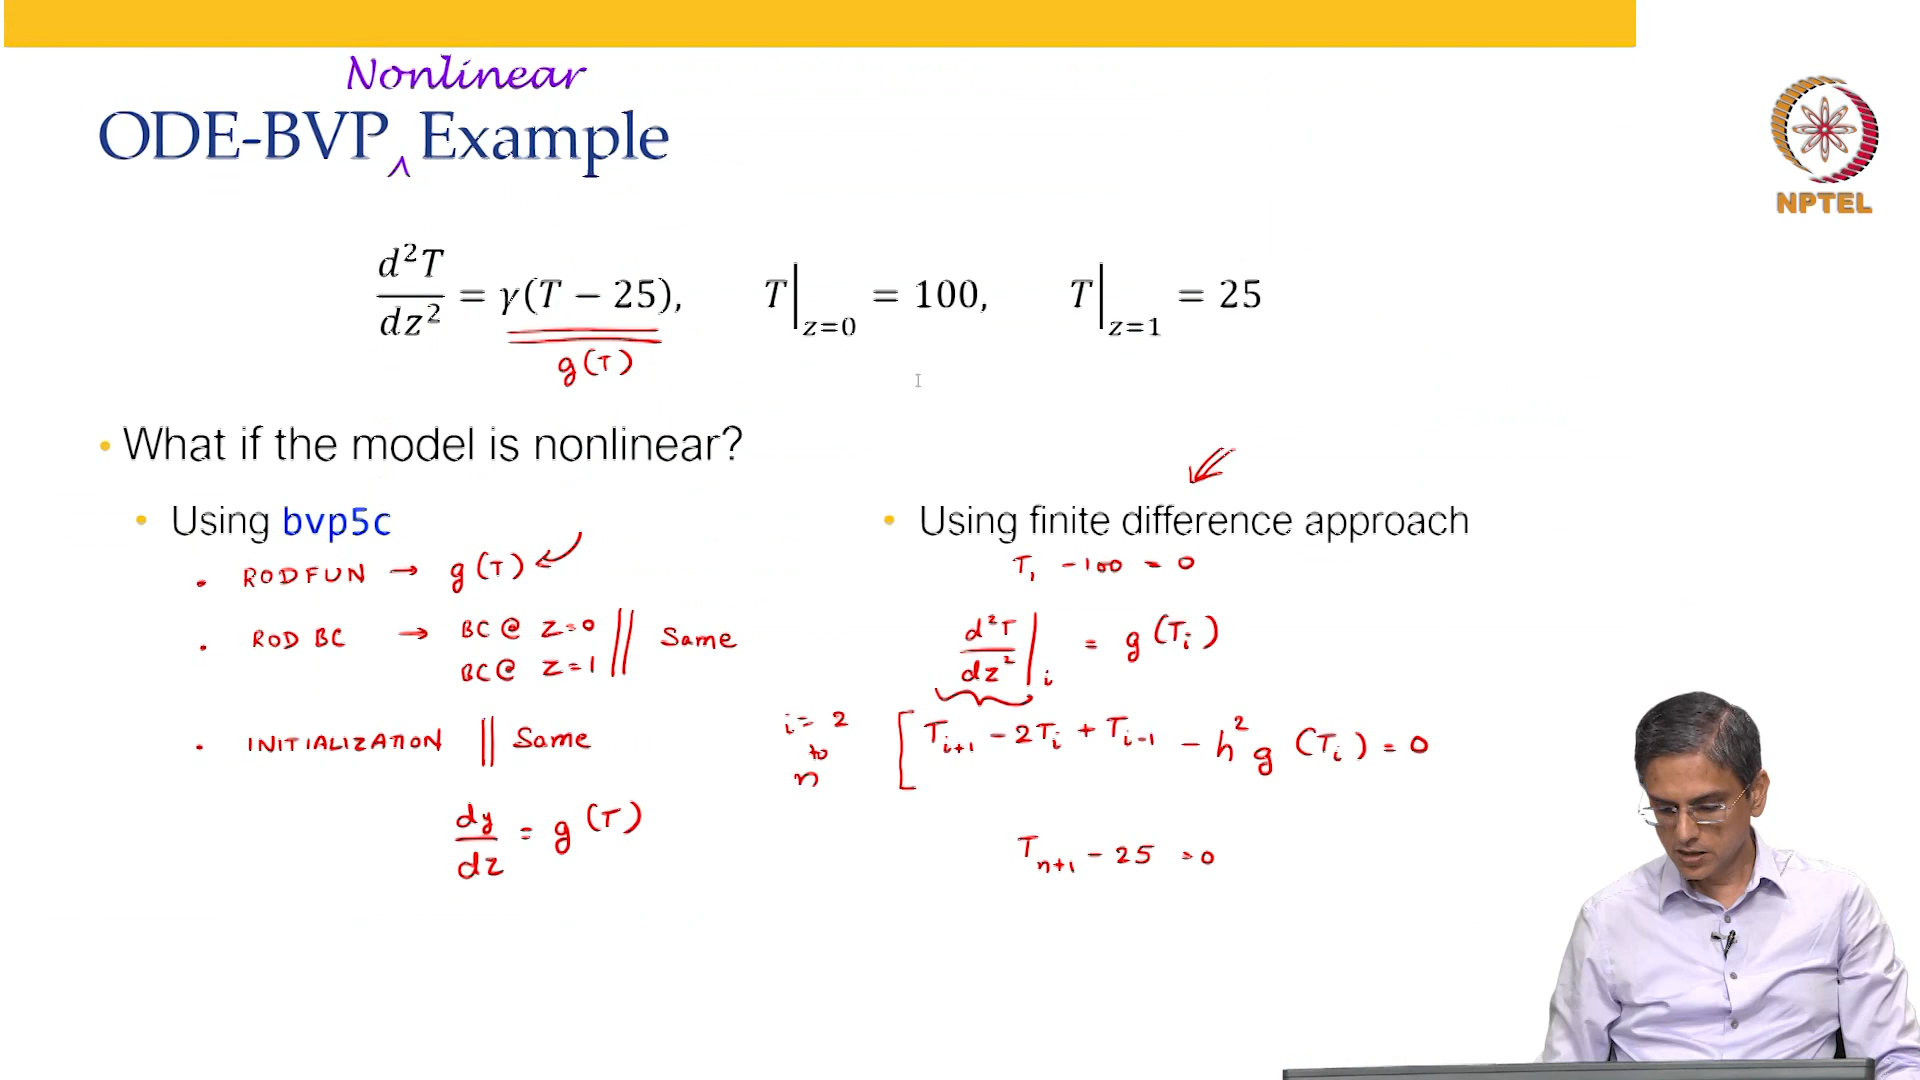 Nonlinear
ODE-BVP ^ Example
NPTEL
d²T/dz² = γ(T − 25), T|z=0 = 100, T|z=1 = 25
g(T)
• What if the model is nonlinear?
• Using bvp5c
• RODFUN → g(T)
• ROD BC → BC @ z=0 || Same
BC @ z=1
• INITIALIZATION || Same
dy/dz = g(T)
• Using finite difference approach
T₁ - 100 = 0
d²T/dz²|i = g(Ti)
i = 2 to n [ Ti+1 - 2Ti + Ti-1 - h² g(Ti) = 0
Tn+1 - 25 = 0